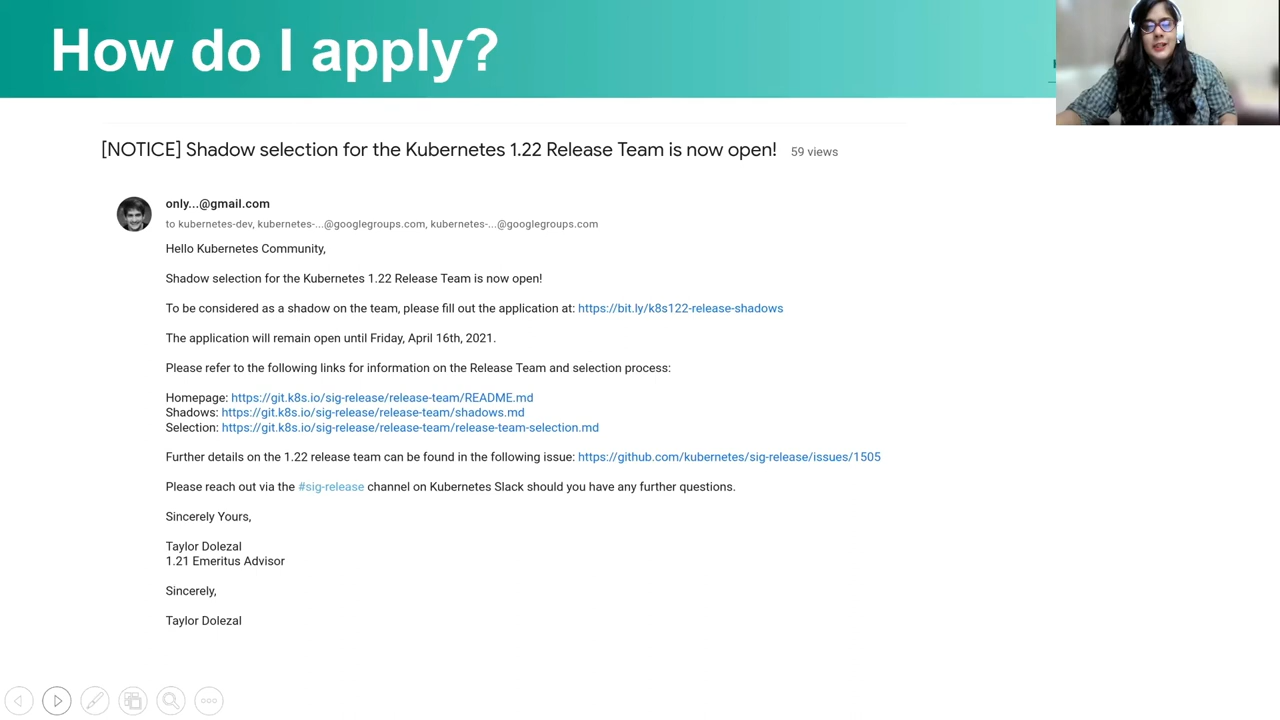 How do I apply?
[NOTICE] Shadow selection for the Kubernetes 1.22 Release Team is now open! 59 views
only...@gmail.com
to kubernetes-dev, kubernetes-...@googlegroups.com, kubernetes-...@googlegroups.com
Hello Kubernetes Community,
Shadow selection for the Kubernetes 1.22 Release Team is now open!
To be considered as a shadow on the team, please fill out the application at: https://bit.ly/k8s122-release-shadows
The application will remain open until Friday, April 16th, 2021.
Please refer to the following links for information on the Release Team and selection process:
Homepage: https://git.k8s.io/sig-release/release-team/README.md
Shadows: https://git.k8s.io/sig-release/release-team/shadows.md
Selection: https://git.k8s.io/sig-release/release-team/release-team-selection.md
Further details on the 1.22 release team can be found in the following issue: https://github.com/kubernetes/sig-release/issues/1505
Please reach out via the #sig-release channel on Kubernetes Slack should you have any further questions.
Sincerely Yours,
Taylor Dolezal
1.21 Emeritus Advisor
Sincerely,
Taylor Dolezal